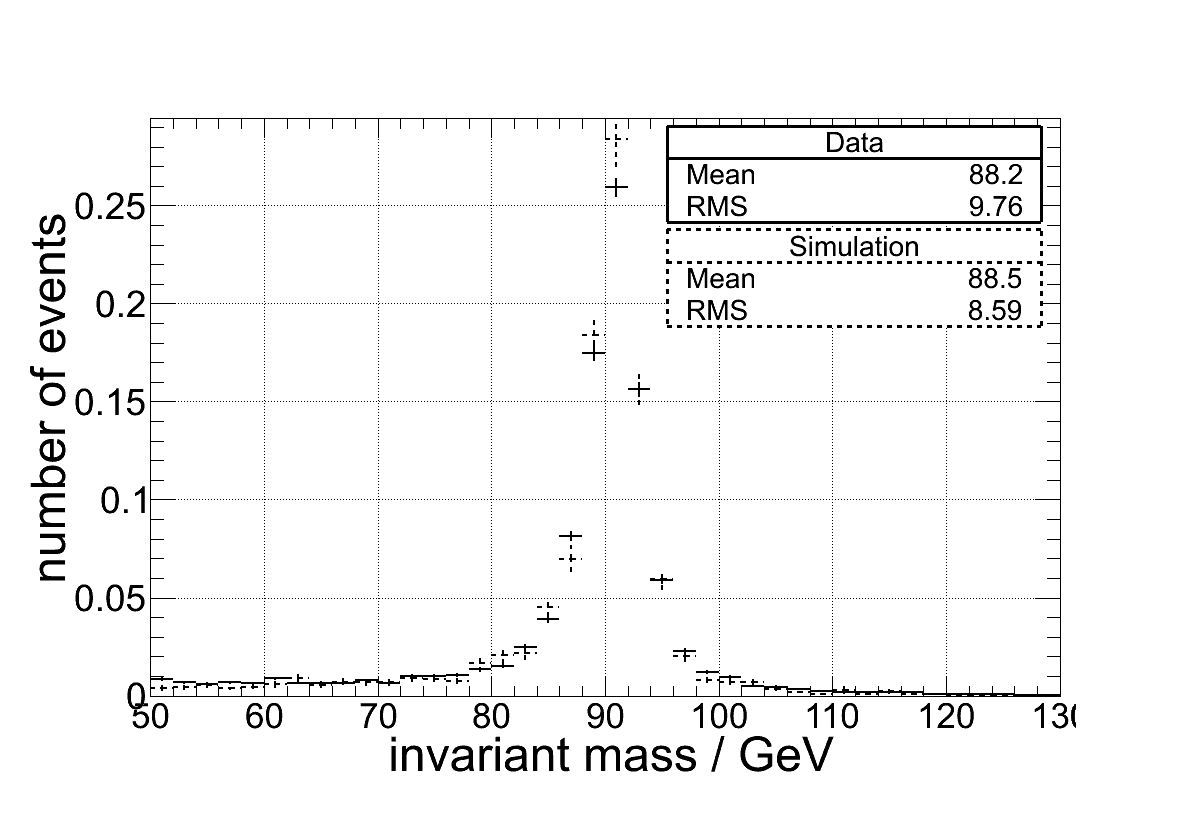 number of events
0.25
0.2
0.15
0.1
0.05
0
50 60 70 80 90 100 110 120 130
invariant mass / GeV
Data
Mean 88.2
RMS 9.76
Simulation
Mean 88.5
RMS 8.59